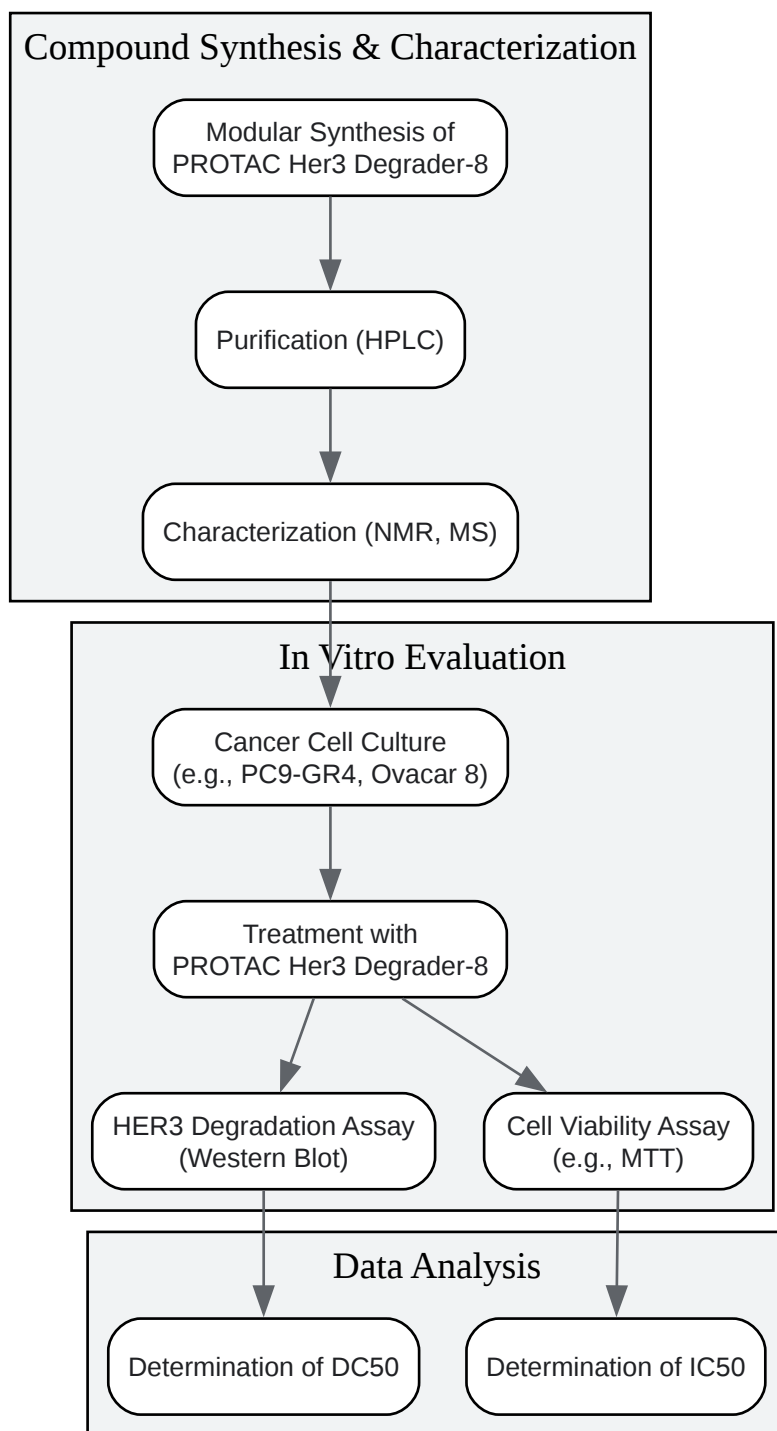 Compound Synthesis & Characterization
Modular Synthesis of
PROTAC Her3 Degrader-8
Purification (HPLC)
Characterization (NMR, MS)
In Vitro Evaluation
Cancer Cell Culture
(e.g., PC9-GR4, Ovacar 8)
Treatment with
PROTAC Her3 Degrader-8
HER3 Degradation Assay
(Western Blot)
Cell Viability Assay
(e.g., MTT)
Data Analysis
Determination of DC50
Determination of IC50